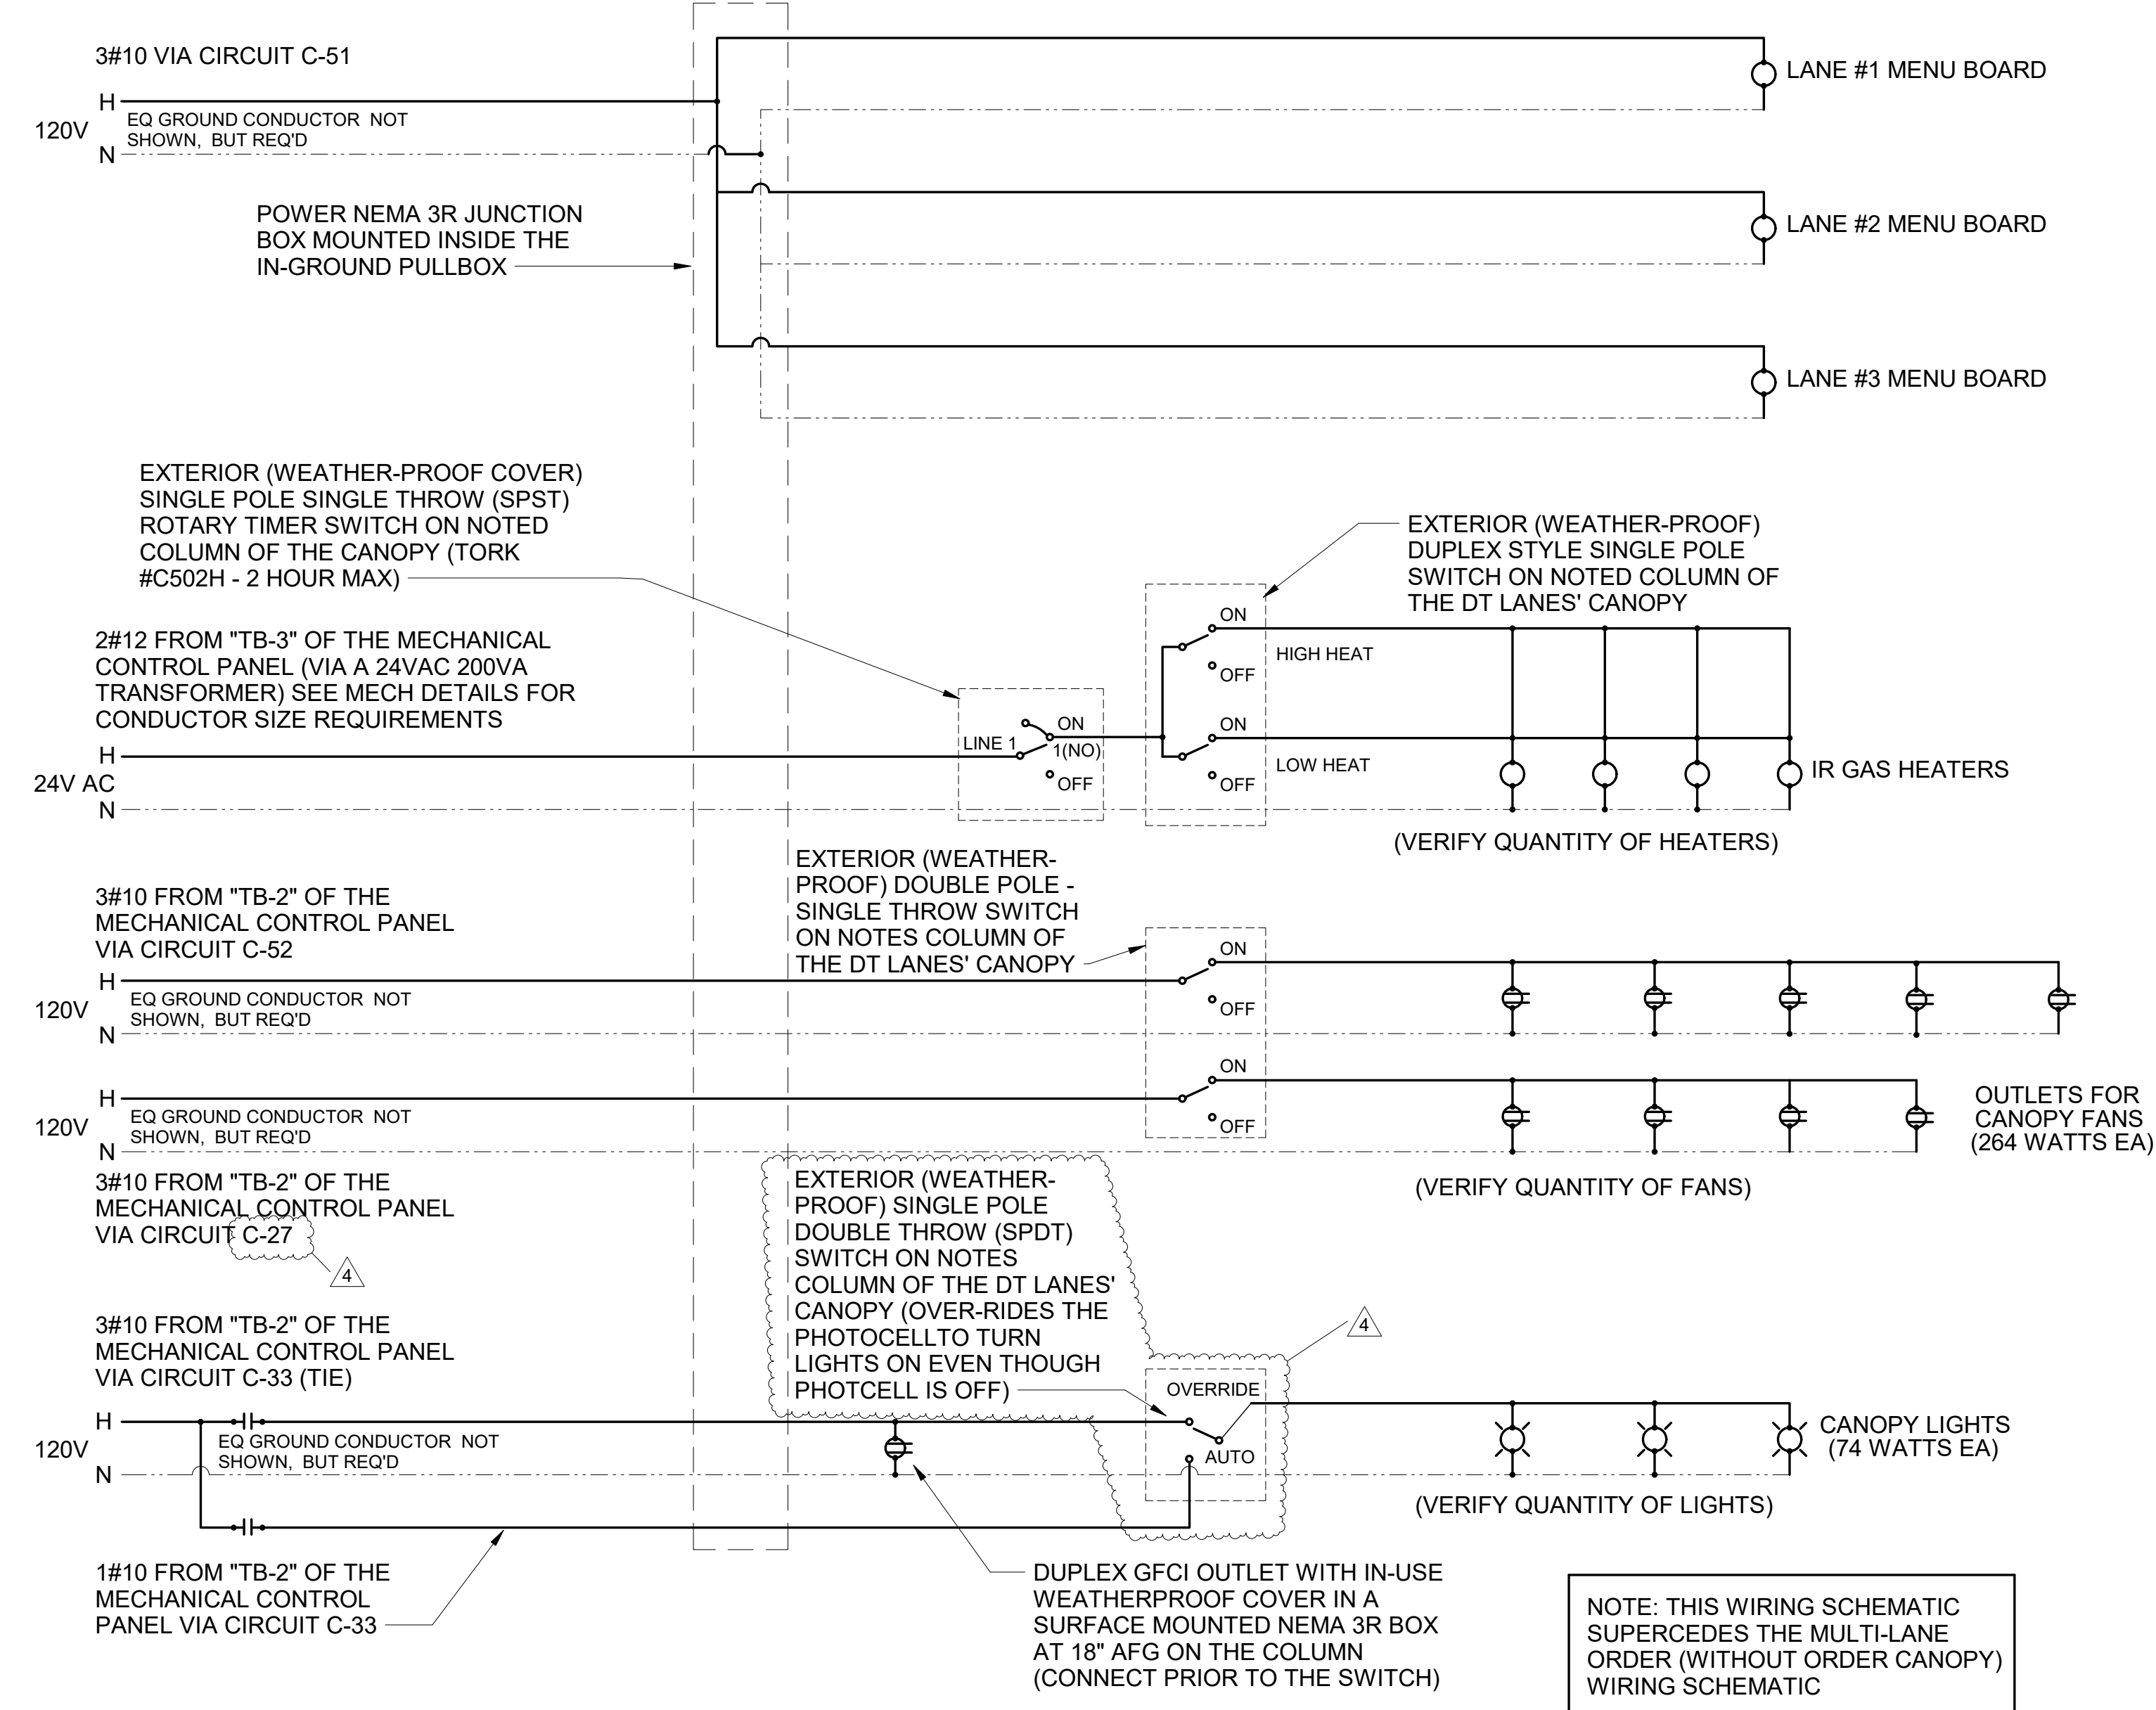 3#10 VIA CIRCUIT C-51
H
120V
N
EQ GROUND CONDUCTOR NOT
SHOWN, BUT REQ'D
LANE #1 MENU BOARD
POWER NEMA 3R JUNCTION
BOX MOUNTED INSIDE THE
IN-GROUND PULLBOX
LANE #2 MENU BOARD
LANE #3 MENU BOARD
EXTERIOR (WEATHER-PROOF COVER)
SINGLE POLE SINGLE THROW (SPST)
ROTARY TIMER SWITCH ON NOTED
COLUMN OF THE CANOPY (TORK
#C502H - 2 HOUR MAX)
EXTERIOR (WEATHER-PROOF)
DUPLEX STYLE SINGLE POLE
SWITCH ON NOTED COLUMN OF
THE DT LANES' CANOPY
2#12 FROM "TB-3" OF THE MECHANICAL
CONTROL PANEL (VIA A 24VAC 200VA
TRANSFORMER) SEE MECH DETAILS FOR
CONDUCTOR SIZE REQUIREMENTS
H
24V AC
N
LINE 1
ON
1(NO)
OFF
ON
OFF
HIGH HEAT
ON
OFF
LOW HEAT
IR GAS HEATERS
(VERIFY QUANTITY OF HEATERS)
EXTERIOR (WEATHER-
PROOF) DOUBLE POLE -
SINGLE THROW SWITCH
ON NOTES COLUMN OF
THE DT LANES' CANOPY
3#10 FROM "TB-2" OF THE
MECHANICAL CONTROL PANEL
VIA CIRCUIT C-52
H
120V
N
EQ GROUND CONDUCTOR NOT
SHOWN, BUT REQ'D
ON
OFF
H
120V
N
EQ GROUND CONDUCTOR NOT
SHOWN, BUT REQ'D
ON
OFF
OUTLETS FOR
CANOPY FANS
(264 WATTS EA)
(VERIFY QUANTITY OF FANS)
3#10 FROM "TB-2" OF THE
MECHANICAL CONTROL PANEL
VIA CIRCUIT C-27
4
EXTERIOR (WEATHER-
PROOF) SINGLE POLE
DOUBLE THROW (SPDT)
SWITCH ON NOTES
COLUMN OF THE DT LANES'
CANOPY (OVER-RIDES THE
PHOTOCELLTO TURN
LIGHTS ON EVEN THOUGH
PHOTCELL IS OFF)
4
3#10 FROM "TB-2" OF THE
MECHANICAL CONTROL PANEL
VIA CIRCUIT C-33 (TIE)
H
120V
N
EQ GROUND CONDUCTOR NOT
SHOWN, BUT REQ'D
OVERRIDE
AUTO
CANOPY LIGHTS
(74 WATTS EA)
(VERIFY QUANTITY OF LIGHTS)
1#10 FROM "TB-2" OF THE
MECHANICAL CONTROL
PANEL VIA CIRCUIT C-33
DUPLEX GFCI OUTLET WITH IN-USE
WEATHERPROOF COVER IN A
SURFACE MOUNTED NEMA 3R BOX
AT 18" AFG ON THE COLUMN
(CONNECT PRIOR TO THE SWITCH)
NOTE: THIS WIRING SCHEMATIC
SUPERCEDES THE MULTI-LANE
ORDER (WITHOUT ORDER CANOPY)
WIRING SCHEMATIC